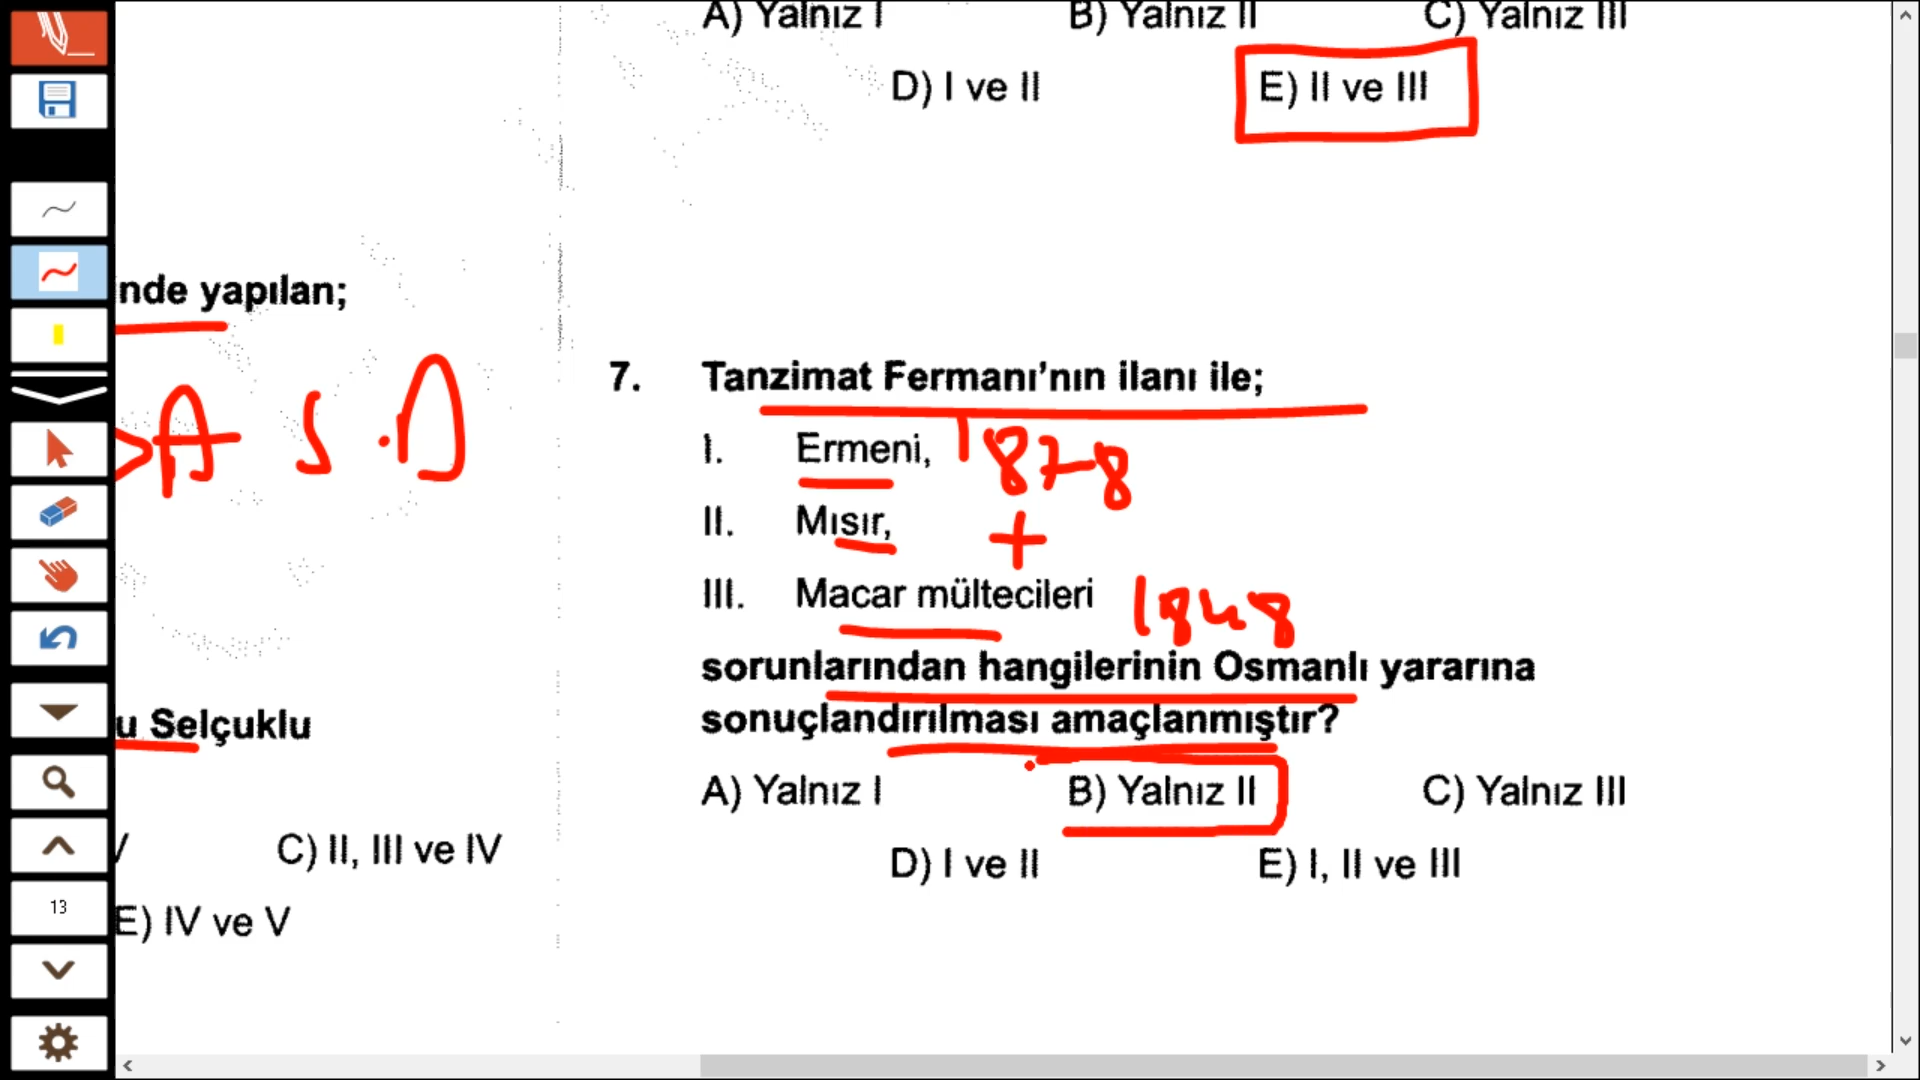 13
nde yapılan;
A S.A
u Selçuklu
C) II, III ve IV
E) IV ve V
A) Yalnız I B) Yalnız II C) Yalnız III
D) I ve II E) II ve III
7. Tanzimat Fermanı'nın ilanı ile;
I. Ermeni, 1878
II. Mısır, +
III. Macar mültecileri 1848
sorunlarından hangilerinin Osmanlı yararına
sonuçlandırılması amaçlanmıştır?
A) Yalnız I B) Yalnız II C) Yalnız III
D) I ve II E) I, II ve III